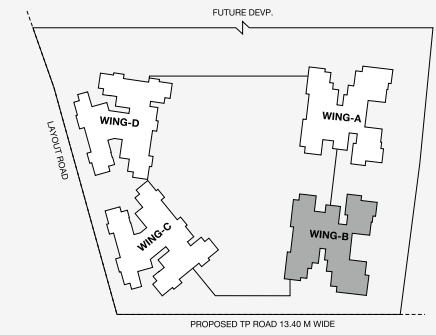 FUTURE DEVP.
WING-D
WING-A
LAYOUT ROAD
WING-C
WING-B
PROPOSED TP ROAD 13.40 M WIDE